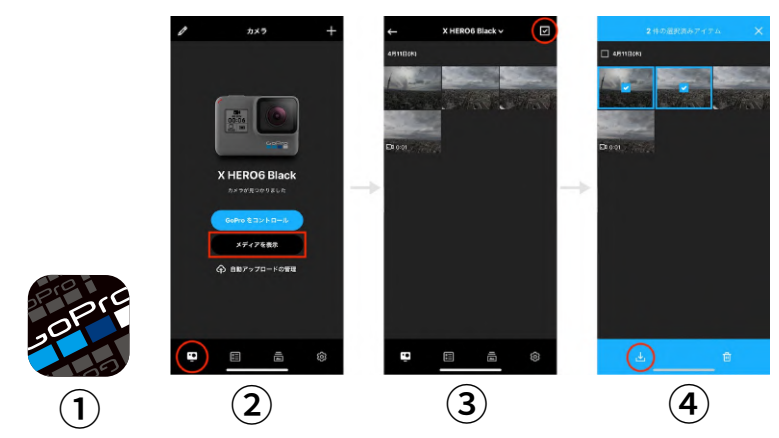 カメラ
X HERO6 Black
4月11日(水)
2 件の選択済みアイテム
4月11日(水)
GoPro
X HERO6 Black
カメラが見つかりました
GoPro をコントロール
メディアを表示
自動アップロードの管理
0:01
0:01
GoPro
①
②
③
④